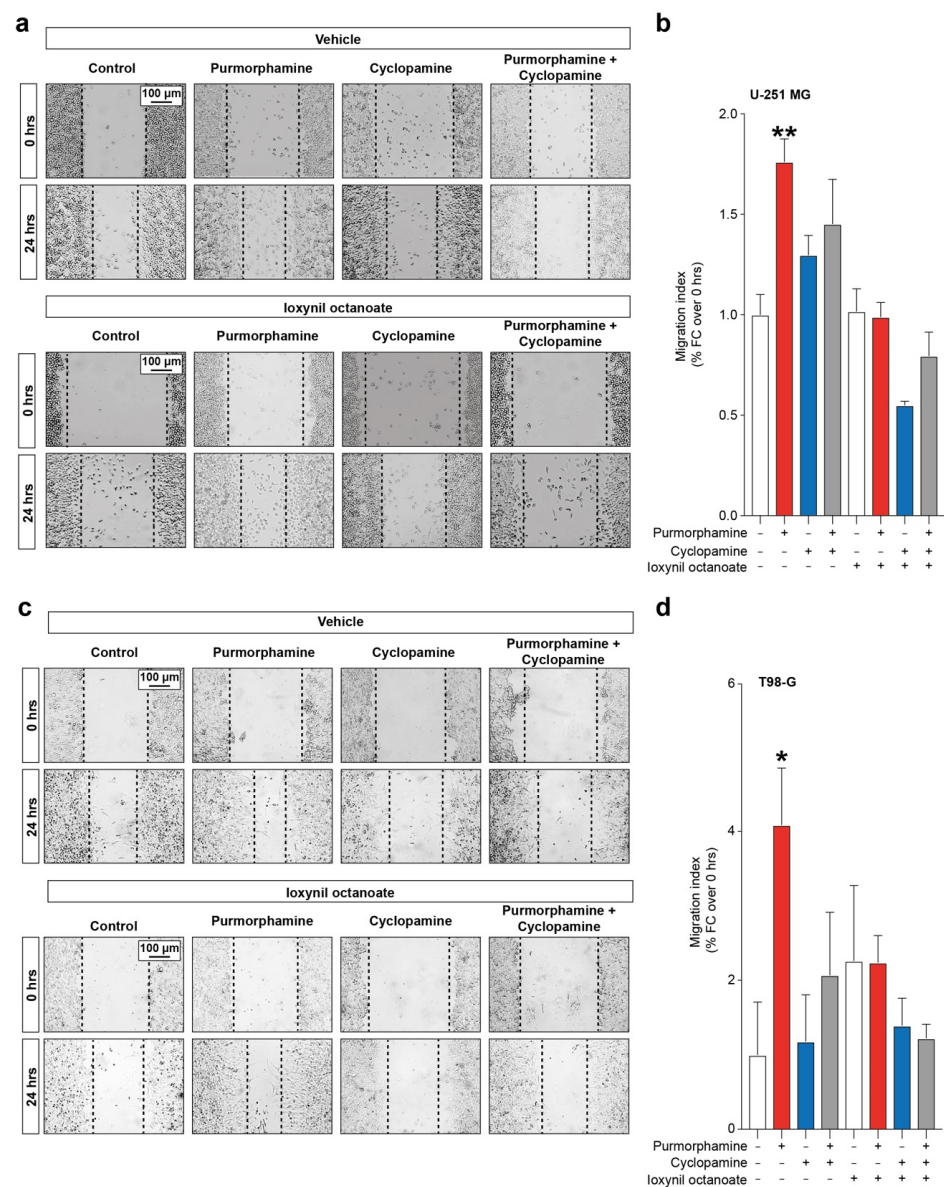 a
Vehicle
Control
Purmorphamine
Cyclopamine
Purmorphamine +
Cyclopamine
0 hrs
100 µm
24 hrs
Ioxynil octanoate
Control
Purmorphamine
Cyclopamine
Purmorphamine +
Cyclopamine
0 hrs
100 µm
24 hrs
b
U-251 MG
Migration index
(% FC over 0 hrs)
2.0
1.5
1.0
0.5
0.0
**
Purmorphamine - + - + - + - +
Cyclopamine - - + + - - + +
Ioxynil octanoate - - - - + + + +
c
Vehicle
Control
Purmorphamine
Cyclopamine
Purmorphamine +
Cyclopamine
0 hrs
100 µm
24 hrs
Ioxynil octanoate
Control
Purmorphamine
Cyclopamine
Purmorphamine +
Cyclopamine
0 hrs
100 µm
24 hrs
d
T98-G
Migration index
(% FC over 0 hrs)
6
4
2
0
*
Purmorphamine - + - + - + - +
Cyclopamine - - + + - - + +
Ioxynil octanoate - - - - + + + +